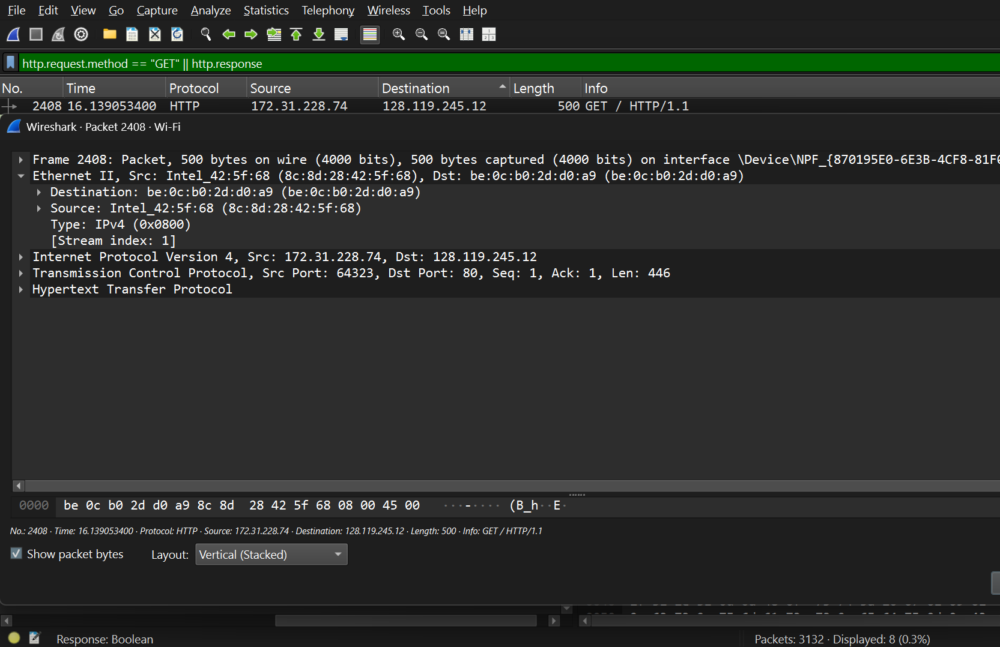 File Edit View Go Capture Analyze Statistics Telephony Wireless Tools Help
http.request.method == "GET" || http.response
No. Time Protocol Source Destination Length Info
2408 16.139053400 HTTP 172.31.228.74 128.119.245.12 500 GET / HTTP/1.1
Wireshark · Packet 2408 · Wi-Fi
Frame 2408: Packet, 500 bytes on wire (4000 bits), 500 bytes captured (4000 bits) on interface \Device\NPF_{870195E0-6E3B-4CF8-81F
Ethernet II, Src: Intel_42:5f:68 (8c:8d:28:42:5f:68), Dst: be:0c:b0:2d:d0:a9 (be:0c:b0:2d:d0:a9)
Destination: be:0c:b0:2d:d0:a9 (be:0c:b0:2d:d0:a9)
Source: Intel_42:5f:68 (8c:8d:28:42:5f:68)
Type: IPv4 (0x0800)
[Stream index: 1]
Internet Protocol Version 4, Src: 172.31.228.74, Dst: 128.119.245.12
Transmission Control Protocol, Src Port: 64323, Dst Port: 80, Seq: 1, Ack: 1, Len: 446
Hypertext Transfer Protocol
0000 be 0c b0 2d d0 a9 8c 8d 28 42 5f 68 08 00 45 00 ···-···· (B_h··E·
No.: 2408 · Time: 16.139053400 · Protocol: HTTP · Source: 172.31.228.74 · Destination: 128.119.245.12 · Length: 500 · Info: GET / HTTP/1.1
Show packet bytes Layout: Vertical (Stacked)
Response: Boolean Packets: 3132 · Displayed: 8 (0.3%)